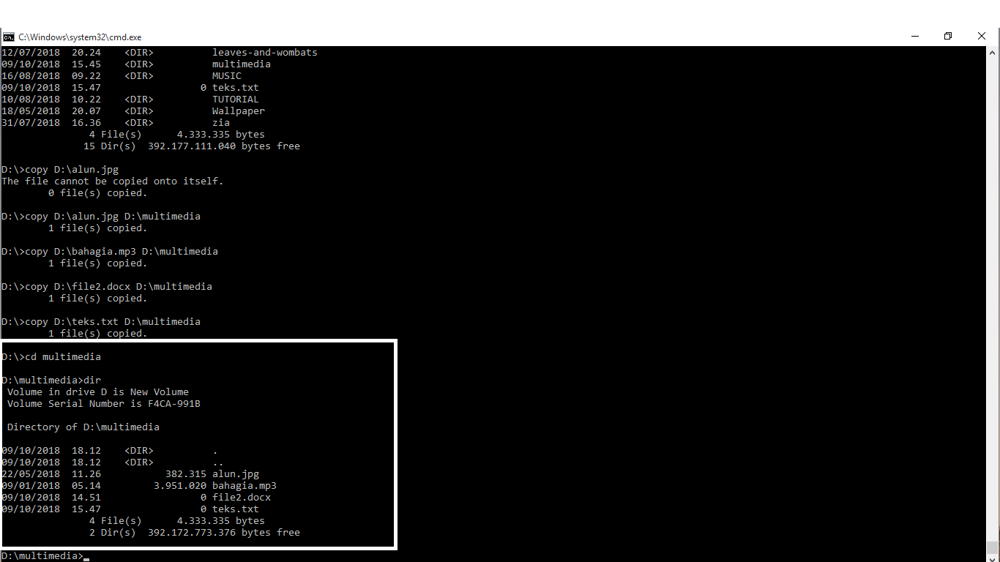 C:\Windows\system32\cmd.exe
12/07/2018  20.24    <DIR>          leaves-and-wombats
09/10/2018  15.45    <DIR>          multimedia
16/08/2018  09.22    <DIR>          MUSIC
09/10/2018  15.47                 0 teks.txt
10/08/2018  10.22    <DIR>          TUTORIAL
18/05/2018  20.07    <DIR>          Wallpaper
31/07/2018  16.36    <DIR>          zia
               4 File(s)      4.333.335 bytes
              15 Dir(s)  392.177.111.040 bytes free
D:\>copy D:\alun.jpg
The file cannot be copied onto itself.
        0 file(s) copied.
D:\>copy D:\alun.jpg D:\multimedia
        1 file(s) copied.
D:\>copy D:\bahagia.mp3 D:\multimedia
        1 file(s) copied.
D:\>copy D:\file2.docx D:\multimedia
        1 file(s) copied.
D:\>copy D:\teks.txt D:\multimedia
        1 file(s) copied.
D:\>cd multimedia
D:\multimedia>dir
 Volume in drive D is New Volume
 Volume Serial Number is F4CA-991B
 Directory of D:\multimedia
09/10/2018  18.12    <DIR>          .
09/10/2018  18.12    <DIR>          ..
22/05/2018  11.26           382.315 alun.jpg
09/01/2018  05.14         3.951.020 bahagia.mp3
09/10/2018  14.51                 0 file2.docx
09/10/2018  15.47                 0 teks.txt
               4 File(s)      4.333.335 bytes
               2 Dir(s)  392.172.773.376 bytes free
D:\multimedia>_